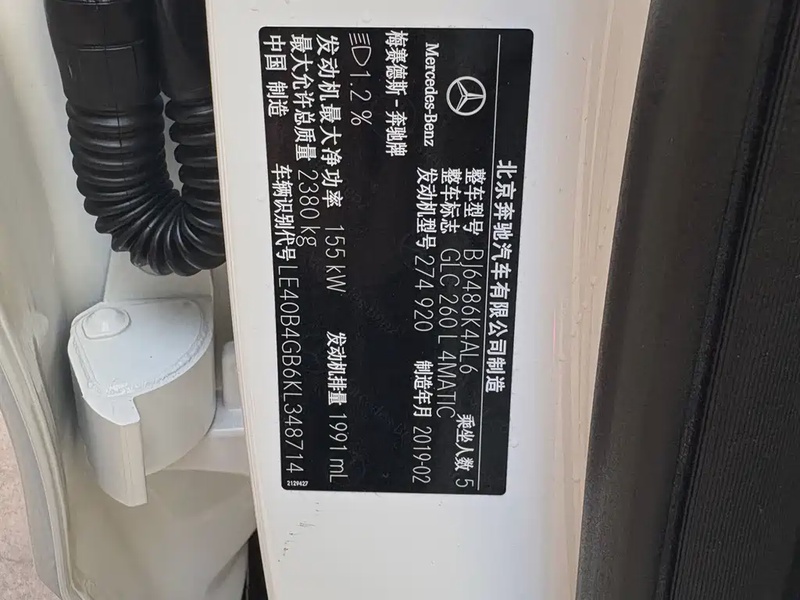 北京奔驰汽车有限公司制造
Mercedes-Benz
梅赛德斯-奔驰牌
整车型号 BJ6486K4AL6
整车标志 GLC 260 L 4MATIC
乘坐人数 5
发动机型号 274 920 制造年月 2019-02
1.2 %
发动机最大净功率 155 kW 发动机排量 1991 mL
最大允许总质量 2380 kg
中国 制造 车辆识别代号 LE40B4GB6KL348714
2129427